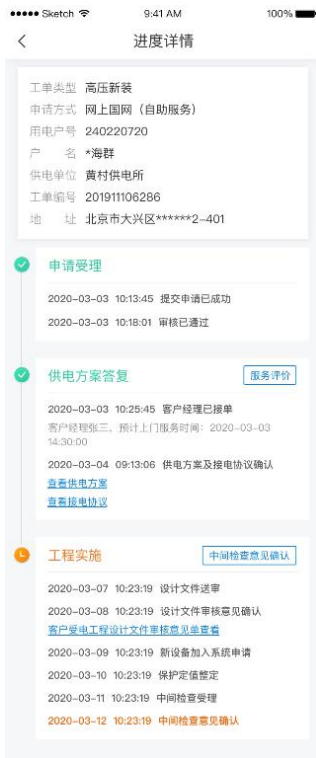 ●●●●● Sketch 9:41 AM 100%
进度详情
工单类型 高压新装
申请方式 网上国网（自助服务）
用电户号 240220720
户 名 *海群
供电单位 黄村供电所
工单编号 201911106286
地 址 北京市大兴区******2-401
申请受理
2020-03-03 10:13:45 提交申请已成功
2020-03-03 10:18:01 审核已通过
供电方案答复 服务评价
2020-03-03 10:25:45 客户经理已接单
客户经理张三，预计上门服务时间：2020-03-03
14:30:00
2020-03-04 09:13:06 供电方案及接电协议确认
查看供电方案
查看接电协议
工程实施 中间检查意见确认
2020-03-07 10:23:19 设计文件送审
2020-03-08 10:23:19 设计文件审核意见确认
客户受电工程设计文件审核意见单查看
2020-03-09 10:23:19 新设备加入系统申请
2020-03-10 10:23:19 保护定值整定
2020-03-11 10:23:19 中间检查受理
2020-03-12 10:23:19 中间检查意见确认